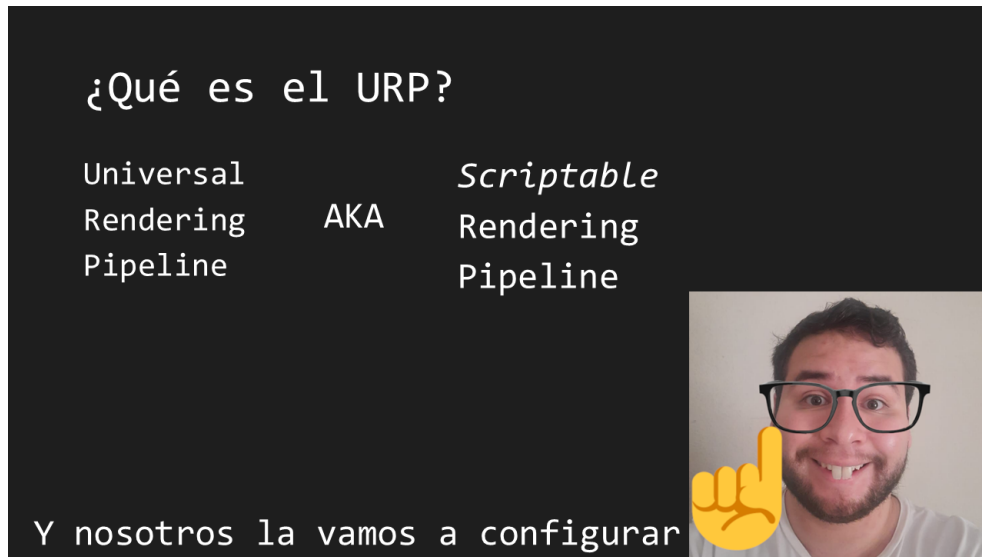 ¿Qué es el URP?
Universal
Rendering
Pipeline
AKA
Scriptable
Rendering
Pipeline
Y nosotros la vamos a configurar